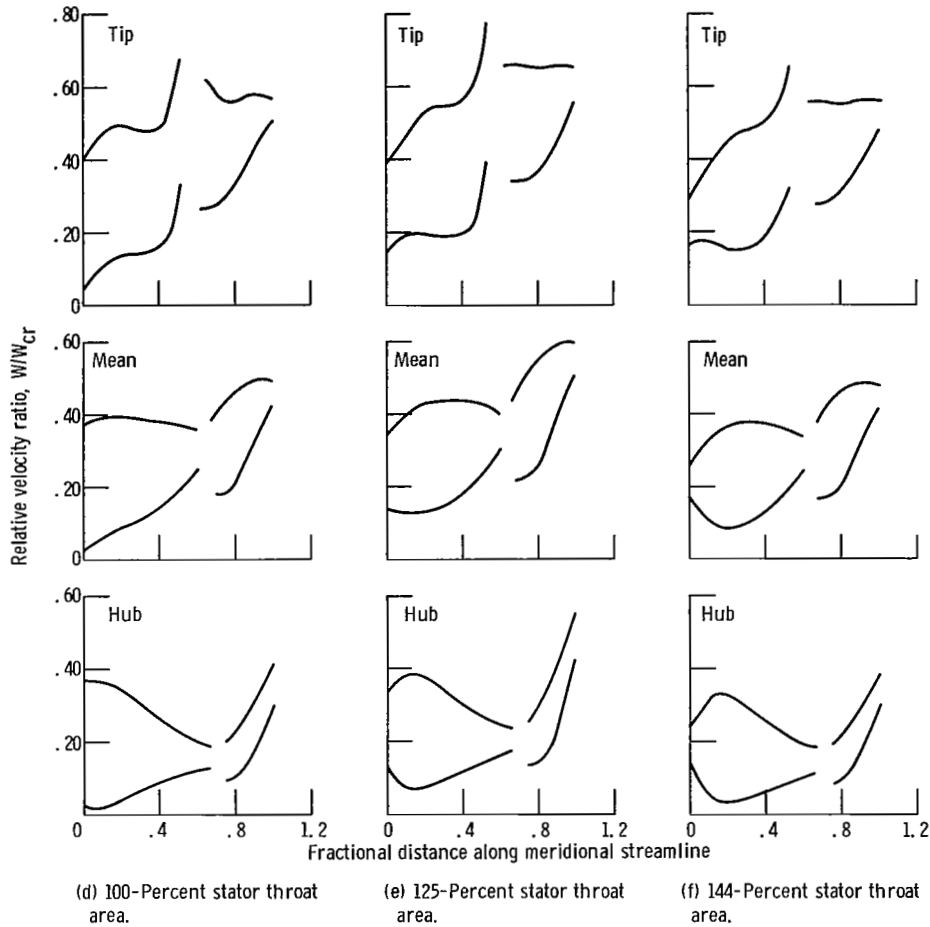 .80
.60
.40
.20
0
Tip
Tip
Tip
Relative velocity ratio, W/Wcr
.60
.40
.20
0
Mean
Mean
Mean
.60
.40
.20
Hub
Hub
Hub
0 .4 .8 1.2
0 .4 .8 1.2
0 .4 .8 1.2
Fractional distance along meridional streamline
(d) 100-Percent stator throat
area.
(e) 125-Percent stator throat
area.
(f) 144-Percent stator throat
area.